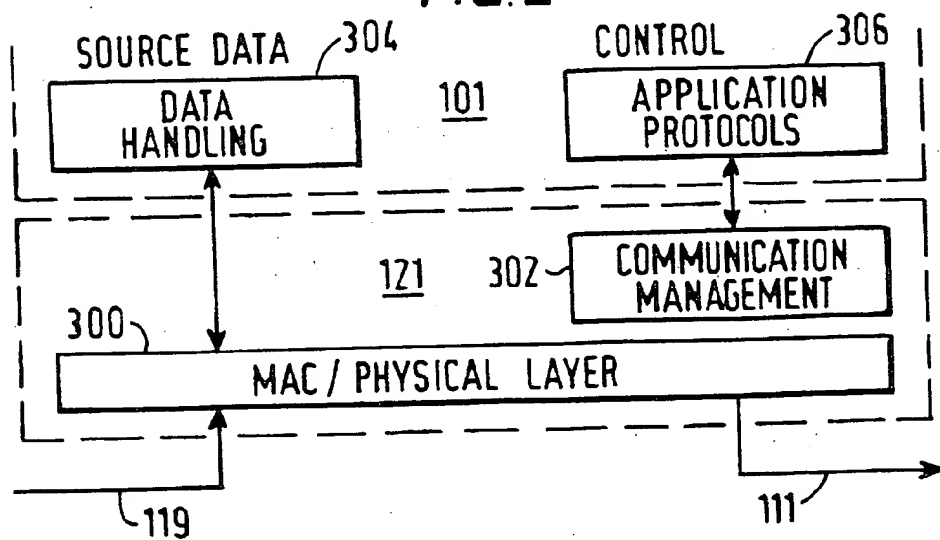 SOURCE DATA
304
CONTROL
306
DATA
HANDLING
101
APPLICATION
PROTOCOLS
121
302
COMMUNICATION
MANAGEMENT
300
MAC / PHYSICAL LAYER
119
111